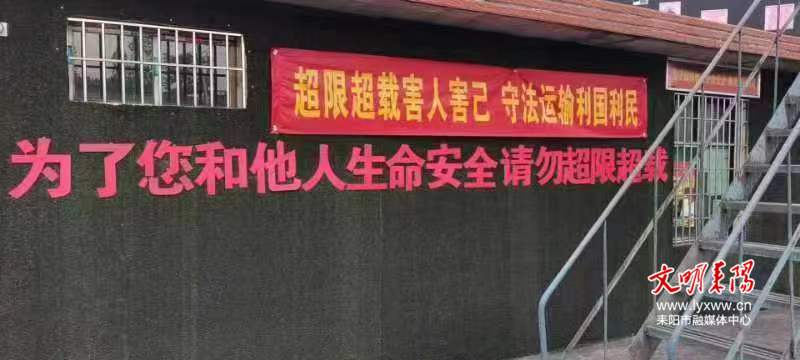 超限超载害人害己 守法运输利国利民
为了您和他人生命安全请勿超限超载
文明耒阳
www.lyxww.cn
耒阳市融媒体中心